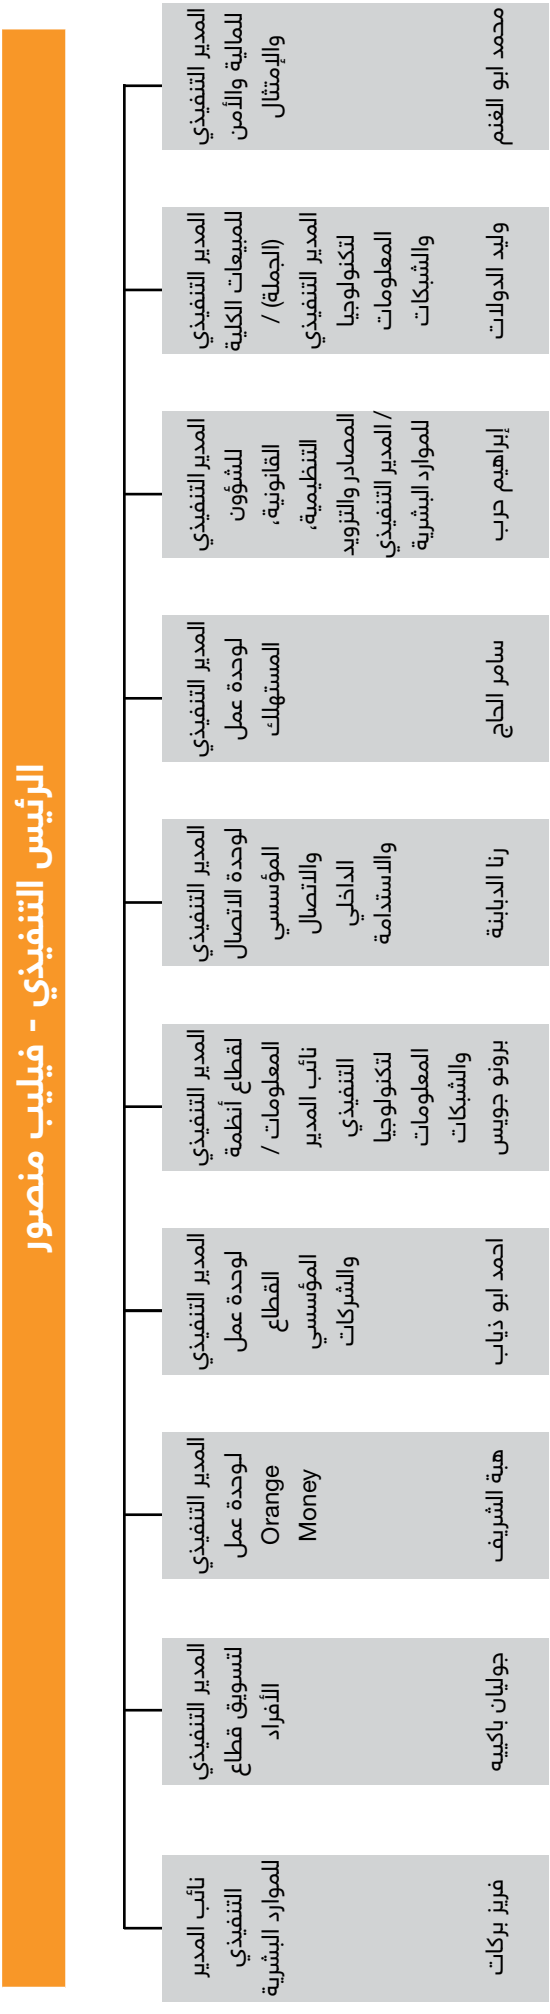 الرئيس التنفيذي - فيليب منصور
المدير التنفيذي
للمالية والأمن
والإمتثال
محمد ابو الغنم
المدير التنفيذي
للمبيعات الكلية
(الجملة) /
المدير التنفيذي
لتكنولوجيا
المعلومات
والشبكات
وليد الدولات
المدير التنفيذي
للشؤون
القانونية،
التنظيمية،
المصادر والتزويد
/ المدير التنفيذي
للموارد البشرية
إبراهيم حرب
المدير التنفيذي
لوحدة عمل
المستهلك
سامر الحاج
المدير التنفيذي
لوحدة الاتصال
المؤسسي
والاتصال
الداخلي
والاستدامة
رنا الدبابنة
المدير التنفيذي
لقطاع أنظمة
المعلومات /
نائب المدير
التنفيذي
لتكنولوجيا
المعلومات
والشبكات
برونو جويس
المدير التنفيذي
لوحدة عمل
القطاع
المؤسسي
والشركات
احمد ابو ذياب
المدير التنفيذي
لوحدة عمل
Orange
Money
هبة الشريف
المدير التنفيذي
لتسويق قطاع
الأفراد
جوليان باكييه
نائب المدير
التنفيذي
للموارد البشرية
فريز بركات